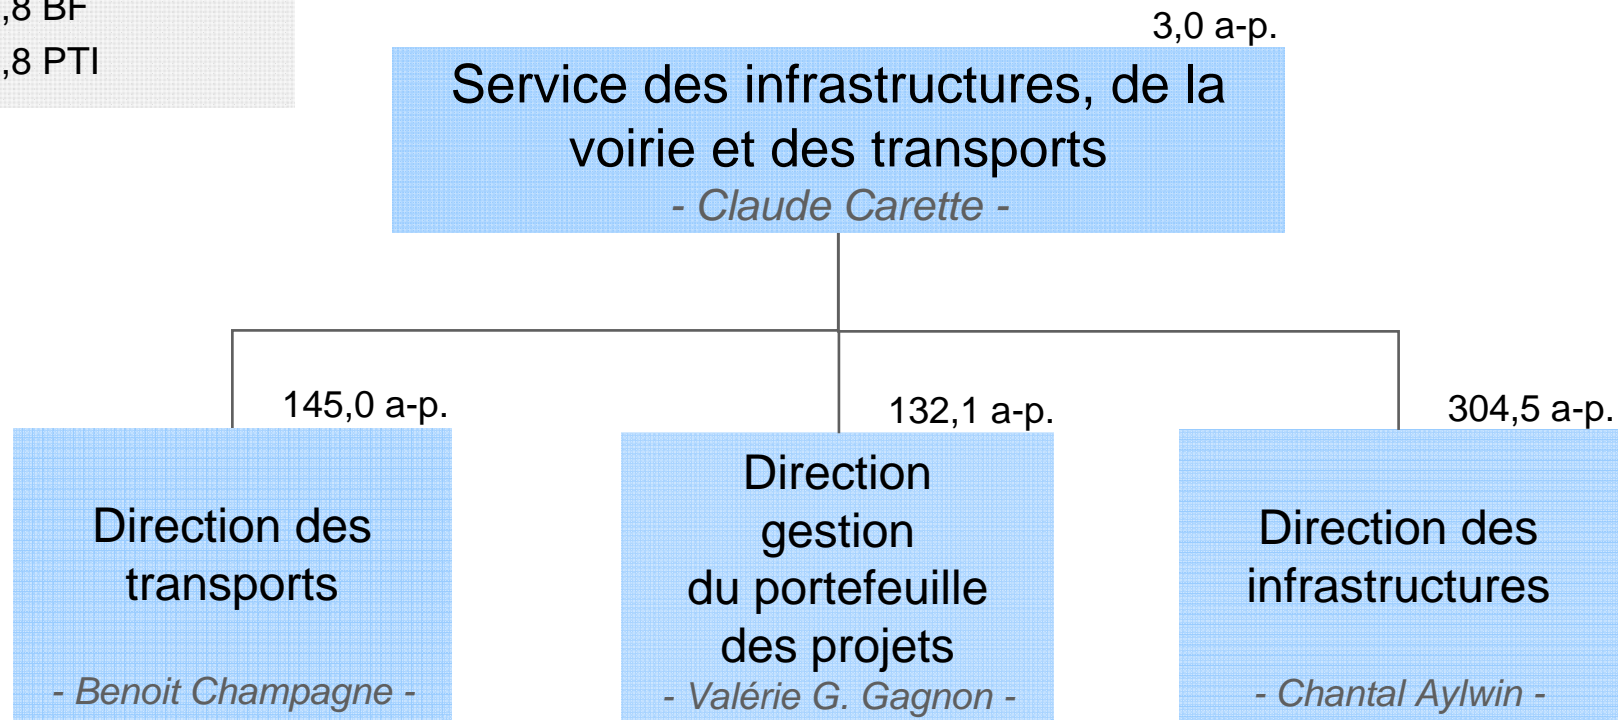 ,8 BF
,8 PTI
3,0 a-p.
Service des infrastructures, de la
voirie et des transports
- Claude Carette -
145,0 a-p.
132,1 a-p.
304,5 a-p.
Direction des
transports
- Benoit Champagne -
Direction
gestion
du portefeuille
des projets
- Valérie G. Gagnon -
Direction des
infrastructures
- Chantal Aylwin -